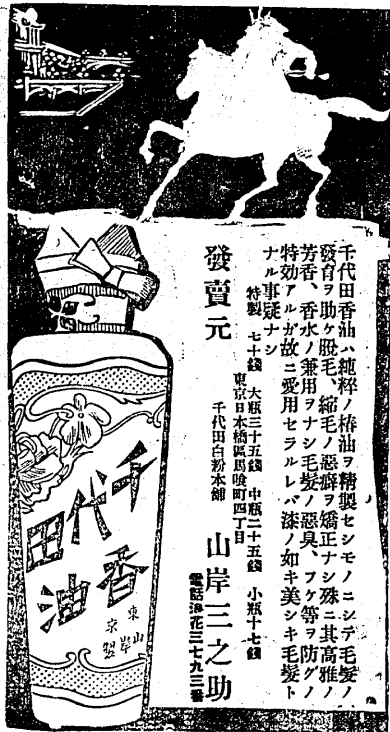 千代田香油ハ純粹ノ椿油ヲ精製セシモノニシテ毛髮ノ
發育ヲ助ケ脫毛、縮毛ノ惡癖ヲ矯正ナシ殊ニ其高雅ノ
芳香、香水ノ兼用ヲナシ毛髮ノ惡臭、フケ等ヲ防グノ
特効アルガ故ニ愛用セラルレバ漆ノ如キ美シキ毛髮ト
ナル事疑ナシ
特製 七十錢 大瓶三十五錢 中瓶二十五錢 小瓶十七錢
東京日本橋區馬喰町四丁目
千代田白粉本舖
發賣元 山岸三之助
電話浪花三七九三番
千代田
香油
東京
山岸製